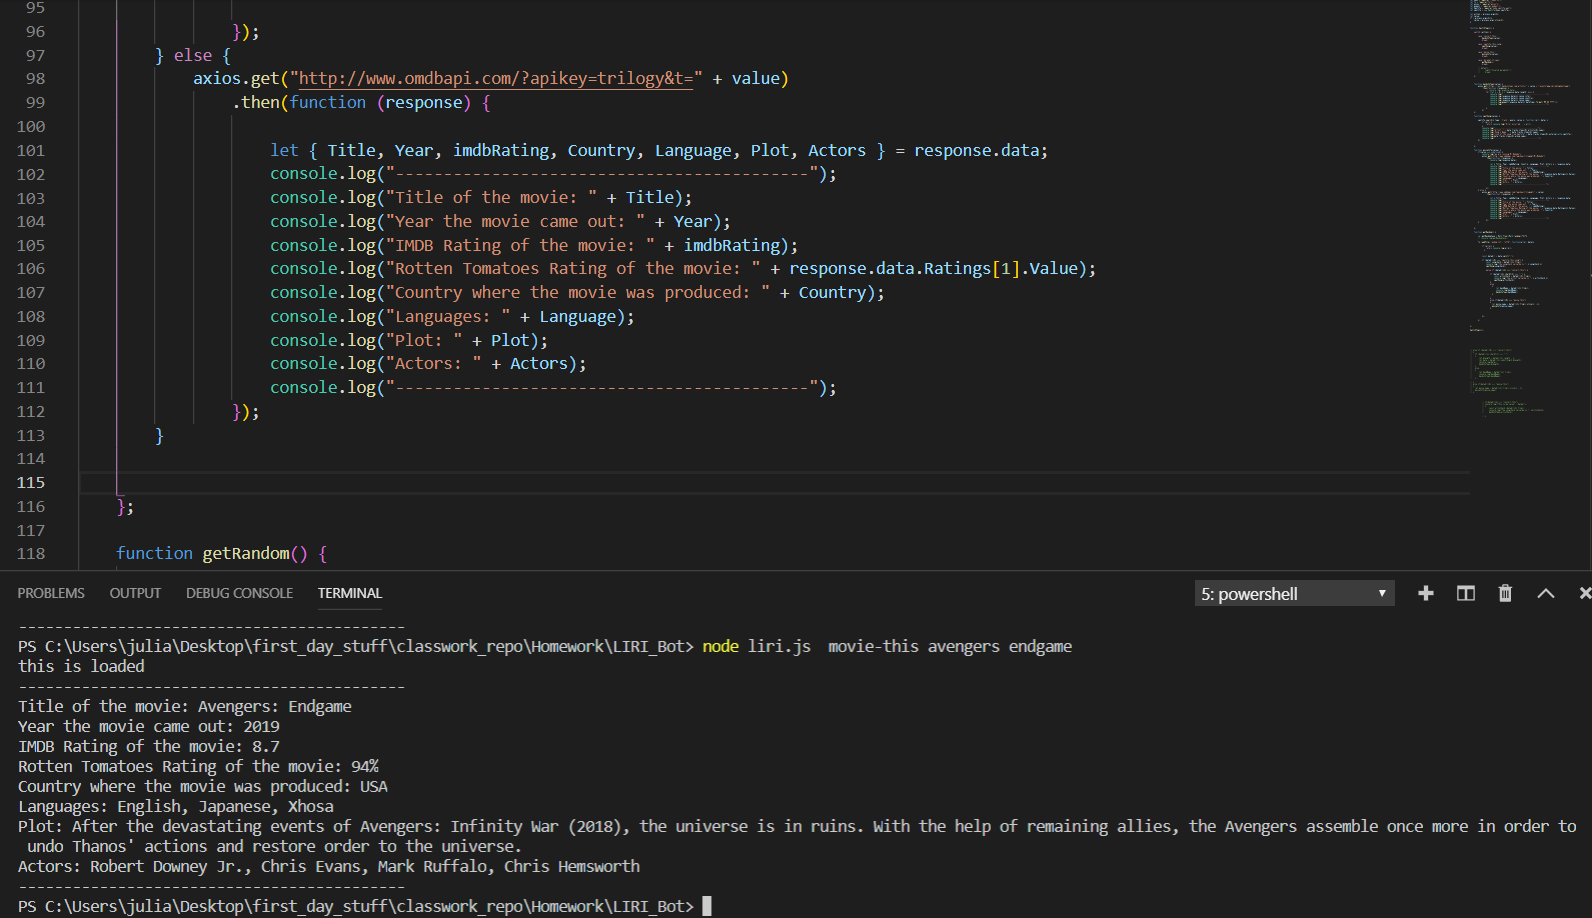 95
96 });
97 } else {
98 axios.get("http://www.omdbapi.com/?apikey=trilogy&t=" + value)
99 .then(function (response) {
100
101 let { Title, Year, imdbRating, Country, Language, Plot, Actors } = response.data;
102 console.log("-------------------------------------------");
103 console.log("Title of the movie: " + Title);
104 console.log("Year the movie came out: " + Year);
105 console.log("IMDB Rating of the movie: " + imdbRating);
106 console.log("Rotten Tomatoes Rating of the movie: " + response.data.Ratings[1].Value);
107 console.log("Country where the movie was produced: " + Country);
108 console.log("Languages: " + Language);
109 console.log("Plot: " + Plot);
110 console.log("Actors: " + Actors);
111 console.log("-------------------------------------------");
112 });
113 }
114
115
116 };
117
118 function getRandom() {
PROBLEMS OUTPUT DEBUG CONSOLE TERMINAL 5: powershell
-------------------------------------------
PS C:\Users\julia\Desktop\first_day_stuff\classwork_repo\Homework\LIRI_Bot> node liri.js  movie-this avengers endgame
this is loaded
-------------------------------------------
Title of the movie: Avengers: Endgame
Year the movie came out: 2019
IMDB Rating of the movie: 8.7
Rotten Tomatoes Rating of the movie: 94%
Country where the movie was produced: USA
Languages: English, Japanese, Xhosa
Plot: After the devastating events of Avengers: Infinity War (2018), the universe is in ruins. With the help of remaining allies, the Avengers assemble once more in order to
undo Thanos' actions and restore order to the universe.
Actors: Robert Downey Jr., Chris Evans, Mark Ruffalo, Chris Hemsworth
-------------------------------------------
PS C:\Users\julia\Desktop\first_day_stuff\classwork_repo\Homework\LIRI_Bot>